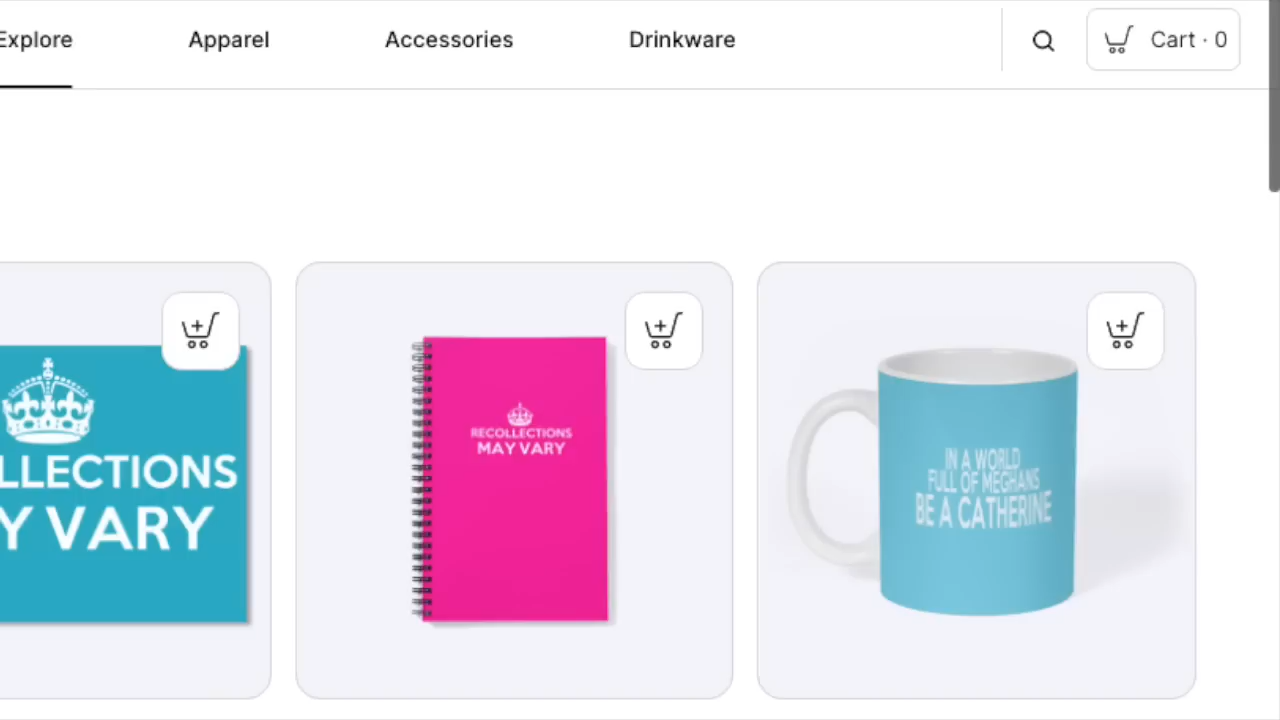 Explore
Apparel
Accessories
Drinkware
Cart · 0
LLECTIONS
Y VARY
RECOLLECTIONS
MAY VARY
IN A WORLD
FULL OF MEGHANS
BE A CATHERINE